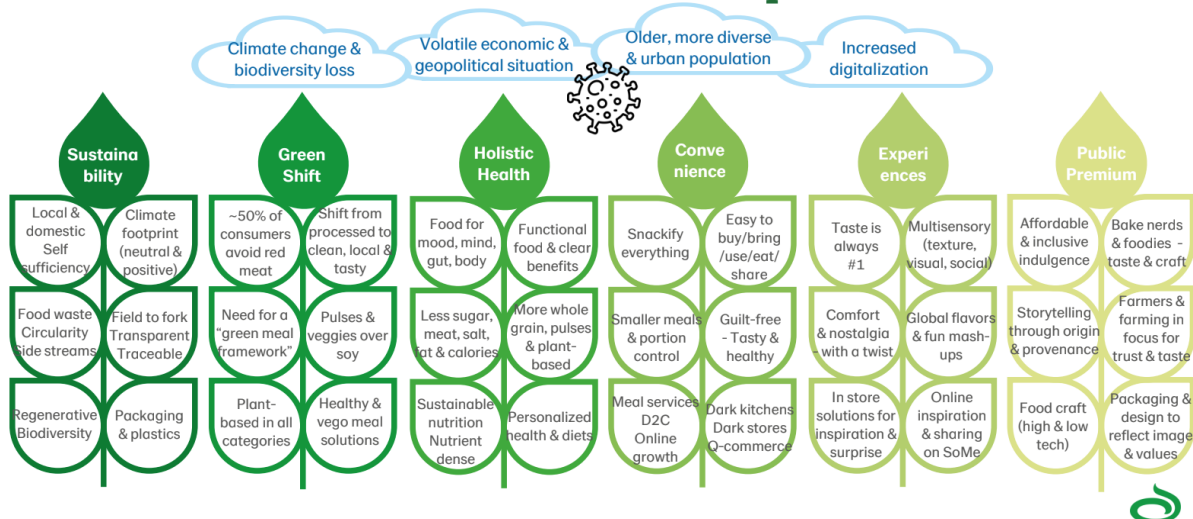 Climate change &
biodiversity loss
Volatile economic &
geopolitical situation
Older, more diverse
& urban population
Increased
digitalization
Sustaina
bility
Local &
domestic
Self
sufficiency
Climate
footprint
(neutral &
positive)
Food waste
Circularity
Side streams
Field to fork
Transparent
Traceable
Regenerative
Biodiversity
Packaging
& plastics
Green
Shift
~50% of
consumers
avoid red
meat
Shift from
processed to
clean, local &
tasty
Need for a
"green meal
framework"
Pulses &
veggies over
soy
Plant-
based in all
categories
Healthy &
vego meal
solutions
Holistic
Health
Food for
mood, mind,
gut, body
Functional
food & clear
benefits
Less sugar,
meat, salt,
fat & calories
More whole
grain, pulses
& plant-
based
Sustainable
nutrition
Nutrient
dense
Personalized
health & diets
Conve
nience
Snackify
everything
Easy to
buy/bring
/use/eat/
share
Smaller meals
& portion
control
Guilt-free
- Tasty &
healthy
Meal services
D2C
Online
growth
Dark kitchens
Dark stores
Q-commerce
Experi
ences
Taste is
always
#1
Multisensory
(texture,
visual, social)
Comfort
& nostalgia
- with a twist
Global flavors
& fun mash-
ups
In store
solutions for
inspiration &
surprise
Online
inspiration
& sharing
on SoMe
Public
Premium
Affordable
& inclusive
indulgence
Bake nerds
& foodies -
taste & craft
Storytelling
through origin
& provenance
Farmers &
farming in
focus for
trust & taste
Food craft
(high & low
tech)
Packaging &
design to
reflect image
& values